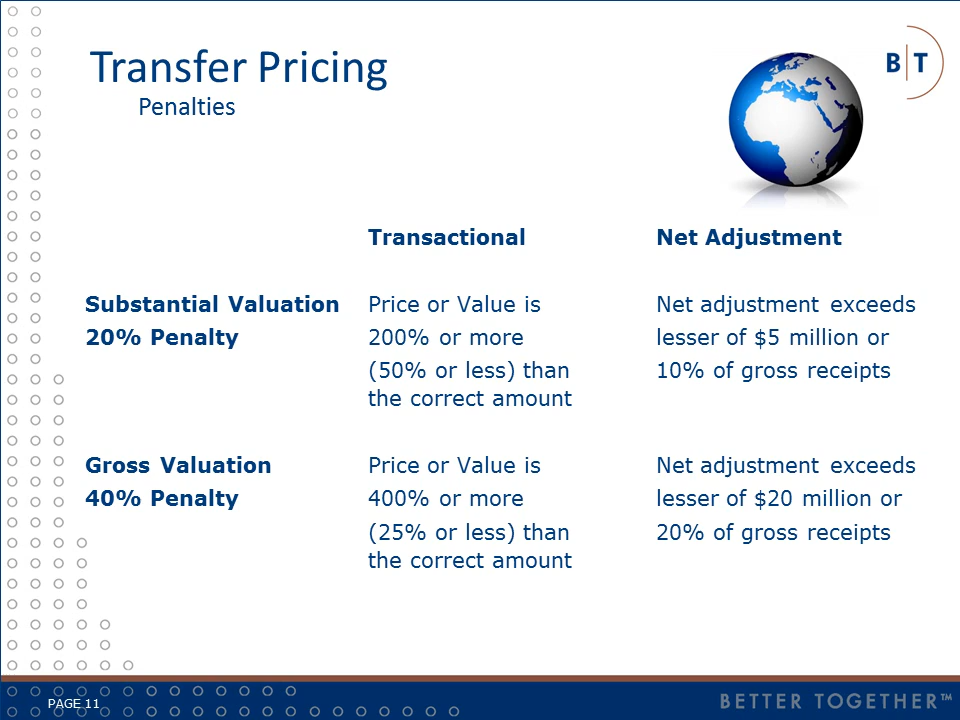 Transfer Pricing
Penalties
B|T
Transactional
Net Adjustment
Substantial Valuation
20% Penalty
Price or Value is
200% or more
(50% or less) than
the correct amount
Net adjustment exceeds
lesser of $5 million or
10% of gross receipts
Gross Valuation
40% Penalty
Price or Value is
400% or more
(25% or less) than
the correct amount
Net adjustment exceeds
lesser of $20 million or
20% of gross receipts
PAGE 11
BETTER TOGETHER™